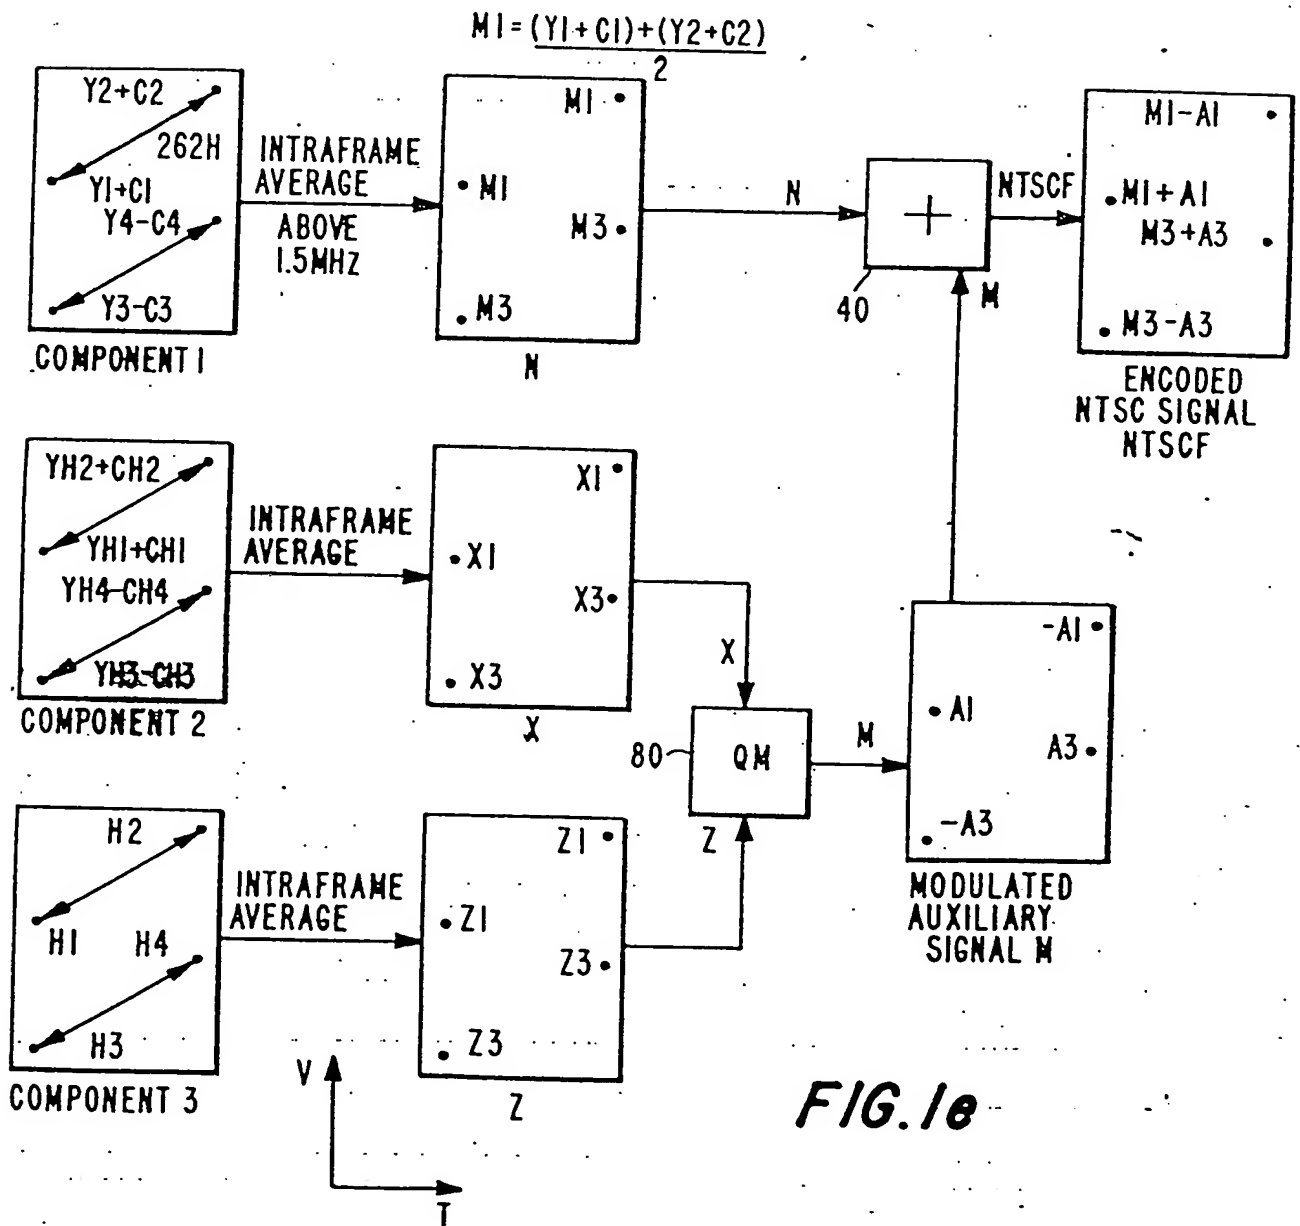 M1=(Y1+C1)+(Y2+C2)
2
Y2+C2
262H
Y1+C1
Y4-C4
Y3-C3
COMPONENT 1
INTRAFRAME
AVERAGE
ABOVE
1.5MHZ
M1
M1
M3
M3
N
N
+
40
M
NTSCF
M1-A1
M1+A1
M3+A3
M3-A3
ENCODED
NTSC SIGNAL
NTSCF
YH2+CH2
YH1+CH1
YH4-CH4
YH3-CH3
COMPONENT 2
INTRAFRAME
AVERAGE
X1
X1
X3
X3
X
X
80
QM
Z
M
-A1
A1
A3
-A3
MODULATED
AUXILIARY
SIGNAL M
H2
H1
H4
H3
COMPONENT 3
INTRAFRAME
AVERAGE
Z1
Z1
Z3
Z3
Z
V
T
FIG. 1e